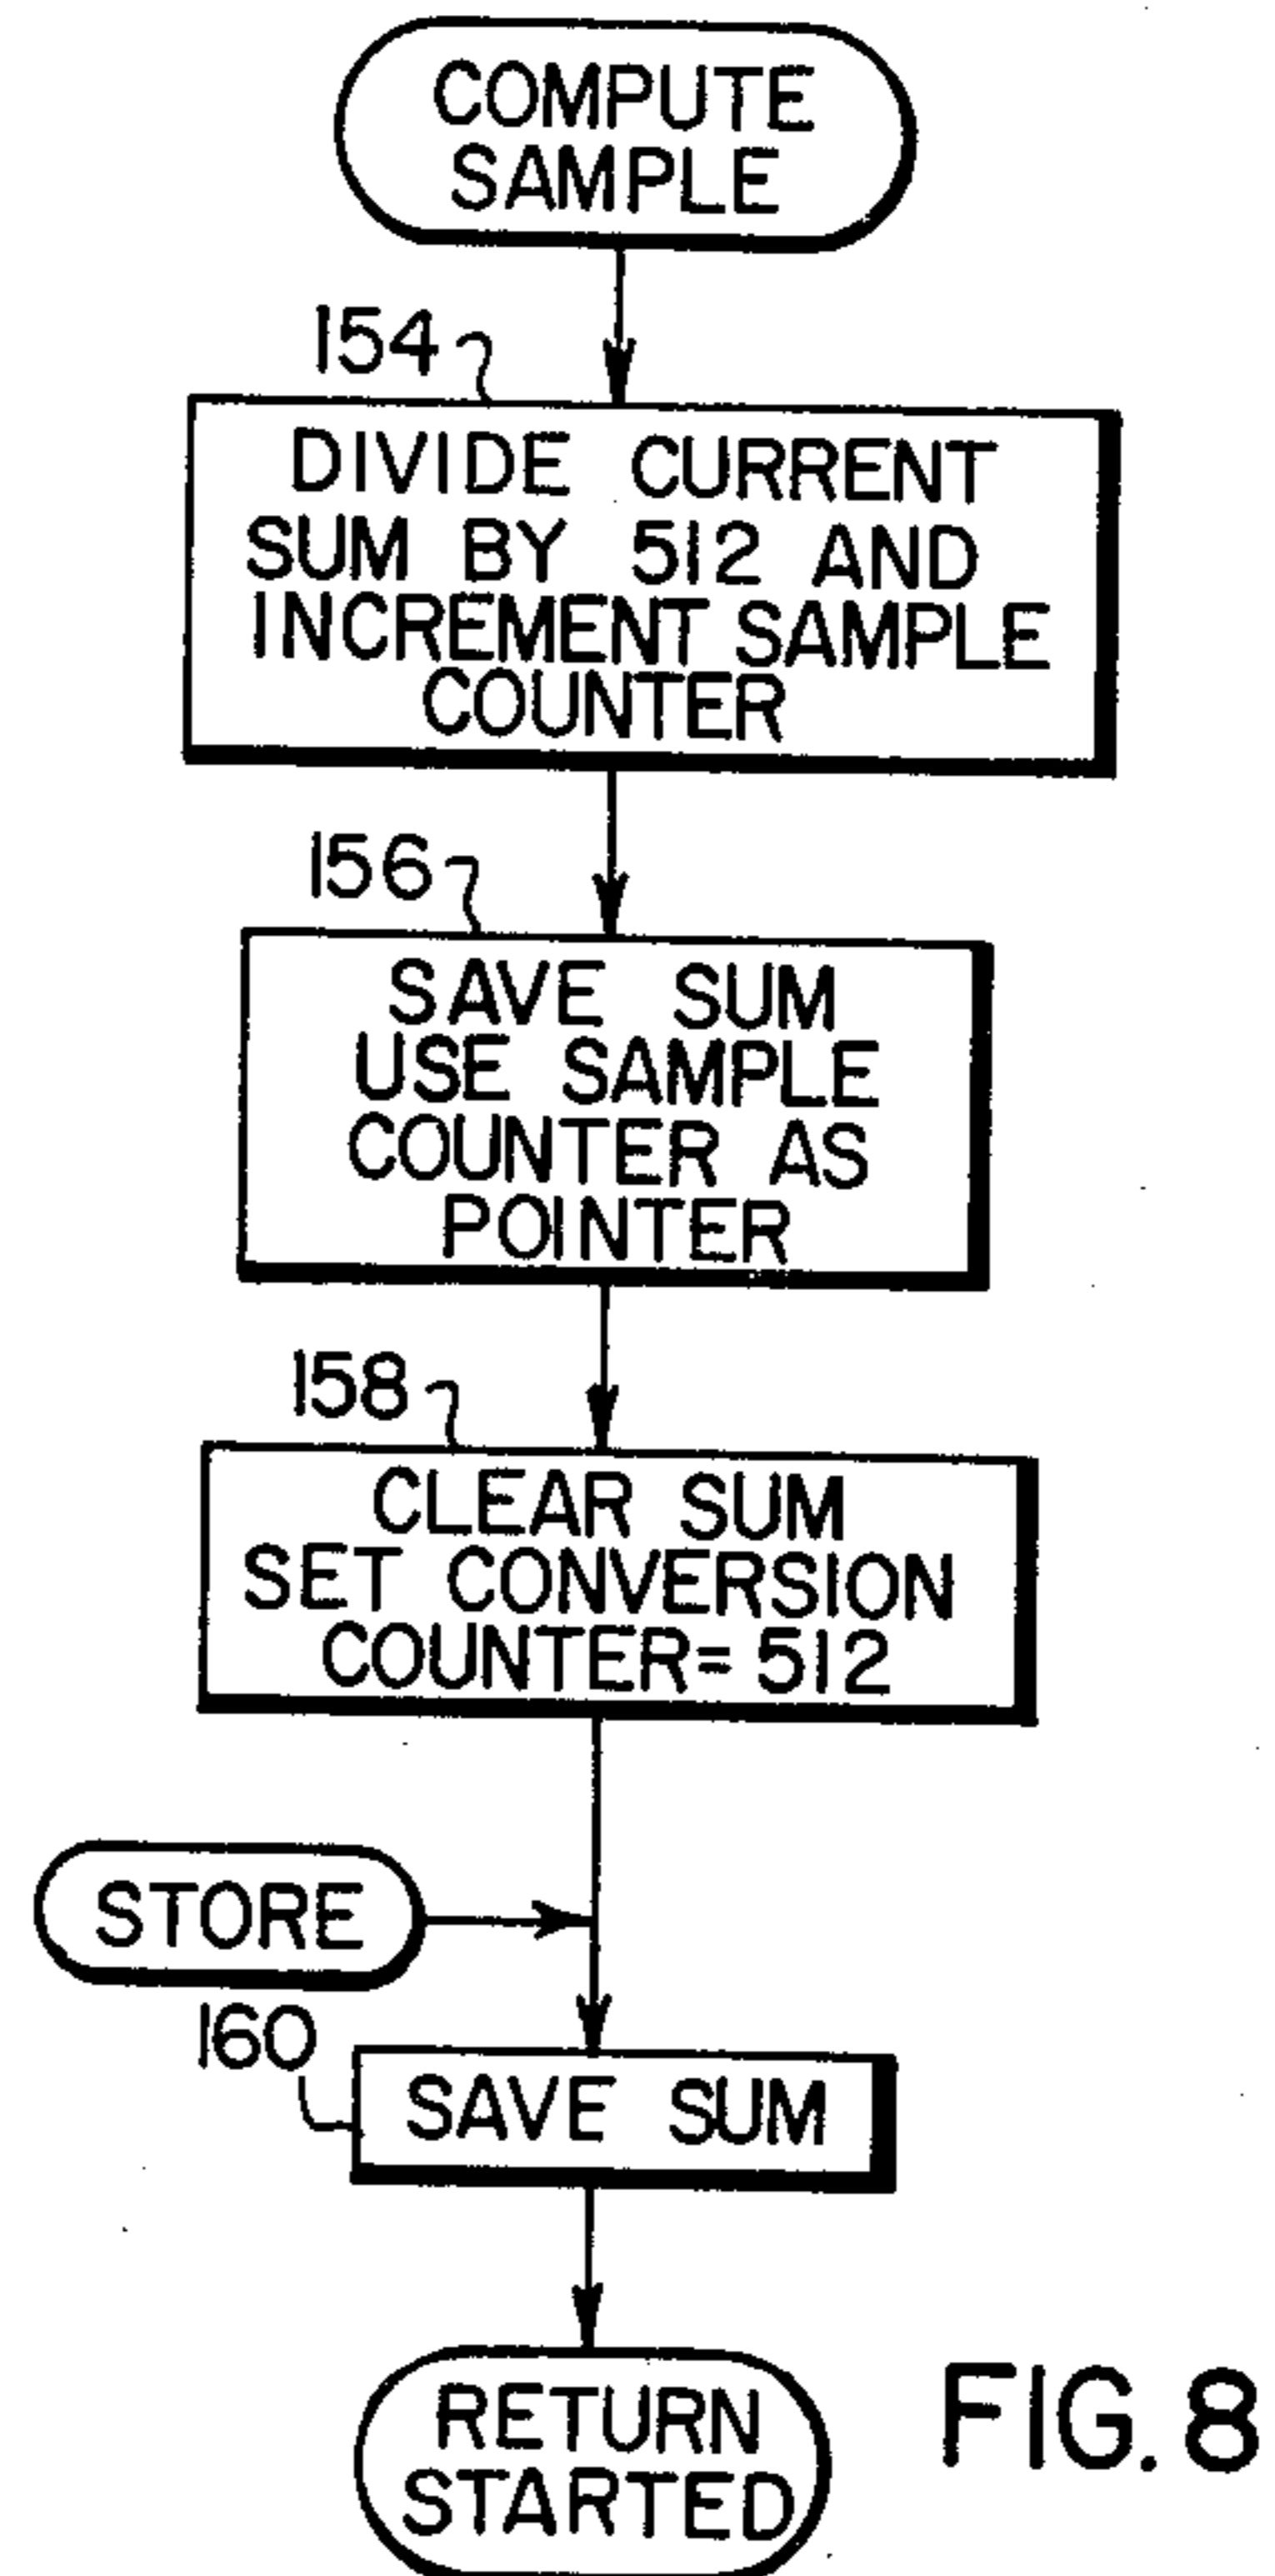 COMPUTE
SAMPLE
154
DIVIDE CURRENT
SUM BY 512 AND
INCREMENT SAMPLE
COUNTER
156
SAVE SUM
USE SAMPLE
COUNTER AS
POINTER
158
CLEAR SUM
SET CONVERSION
COUNTER= 512
STORE
160
SAVE SUM
RETURN
STARTED
FIG. 8